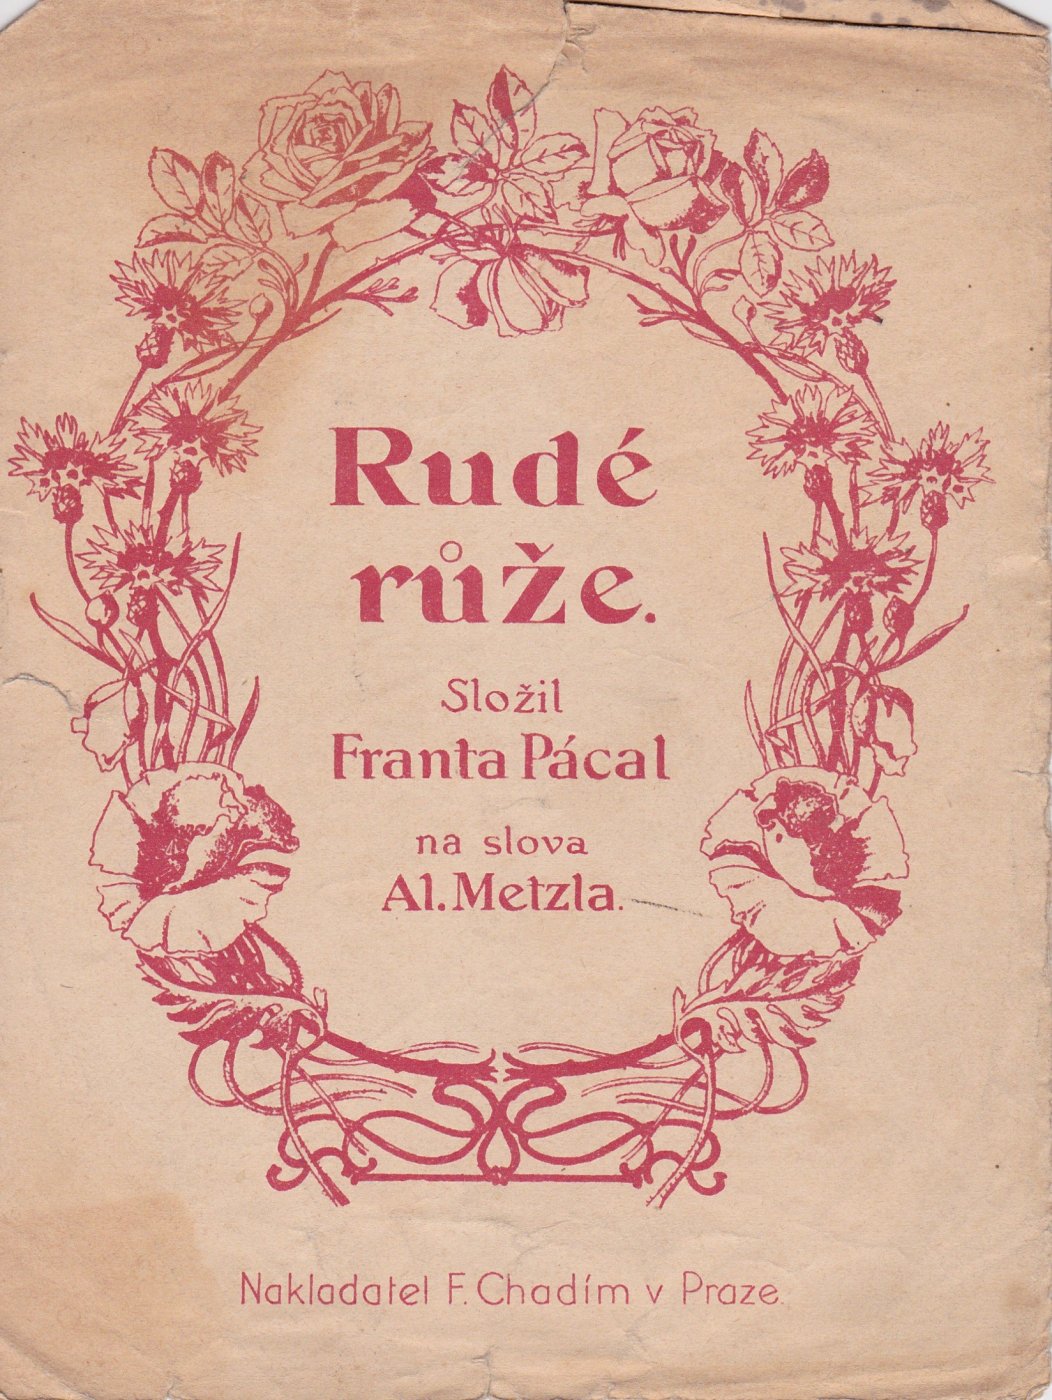 Rudé
růže.
Složil
Franta Pácal
na slova
Al. Metzla.
Nakladatel F. Chadím v Praze.